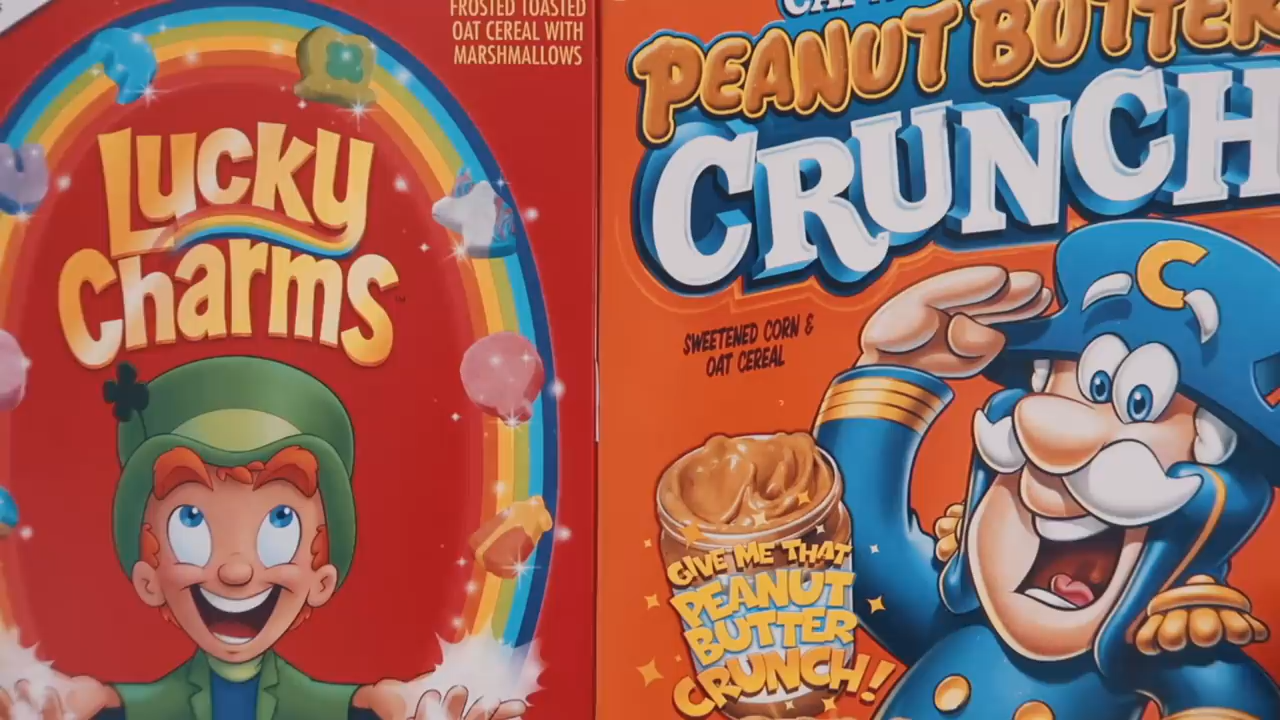 FROSTED TOASTED
OAT CEREAL WITH
MARSHMALLOWS
Lucky
Charms
PEANUT BUTTER
CRUNCH
SWEETENED CORN &
OAT CEREAL
C
GIVE ME THAT
PEANUT
BUTTER
CRUNCH!